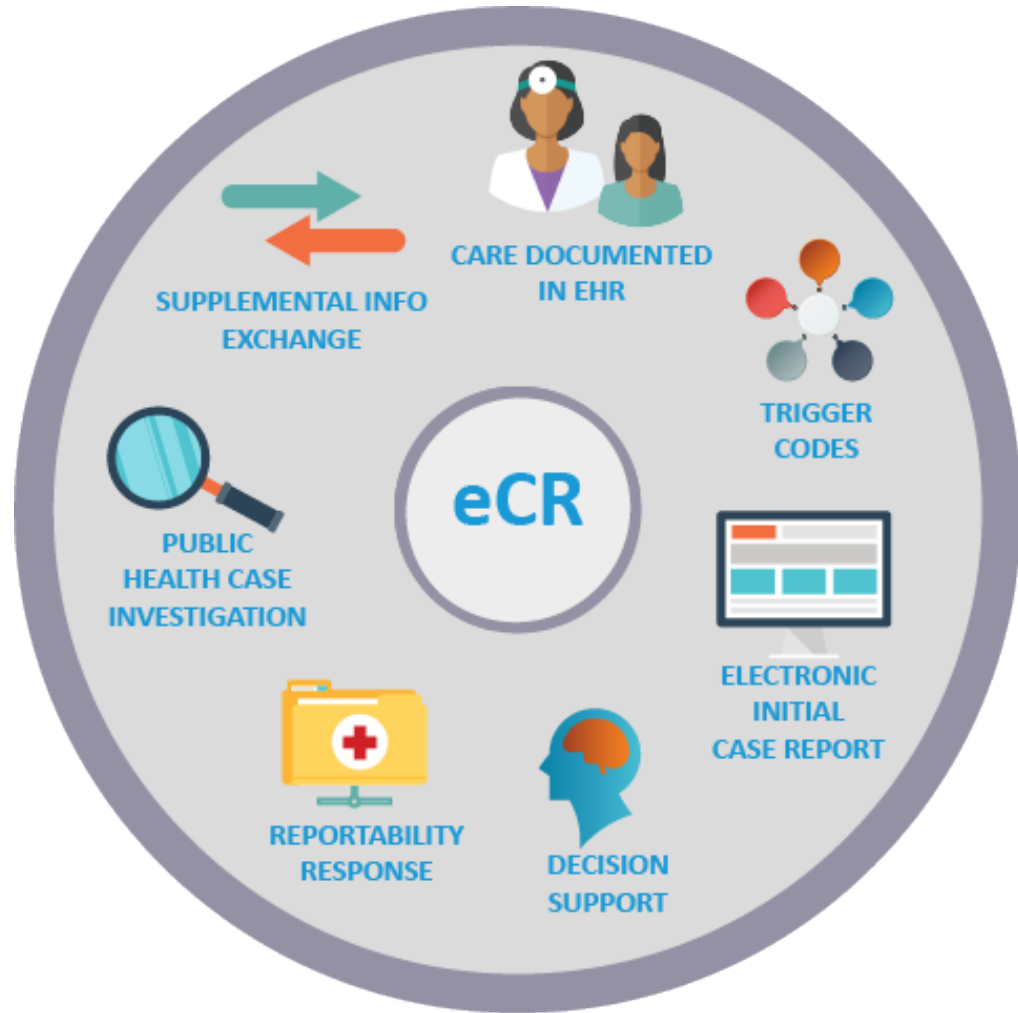 CARE DOCUMENTED
IN EHR
TRIGGER
CODES
ELECTRONIC
INITIAL
CASE REPORT
DECISION
SUPPORT
REPORTABILITY
RESPONSE
PUBLIC
HEALTH CASE
INVESTIGATION
SUPPLEMENTAL INFO
EXCHANGE
eCR